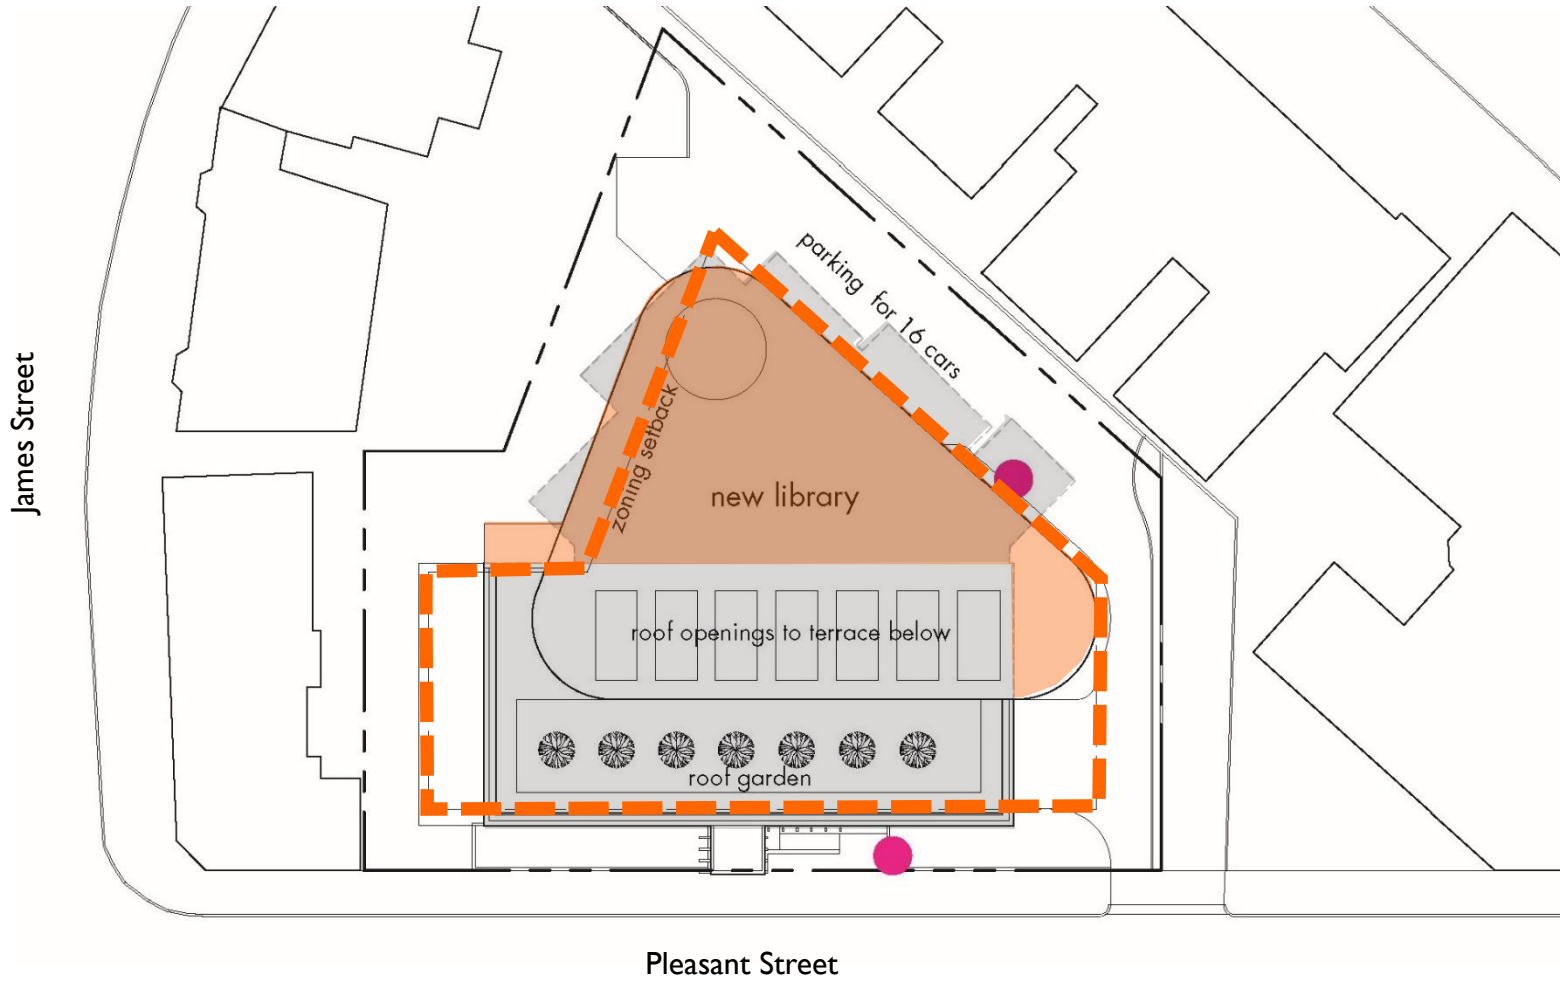 parking for 16 cars
zoning setback
new library
James Street
roof openings to terrace below
roof garden
Pleasant Street